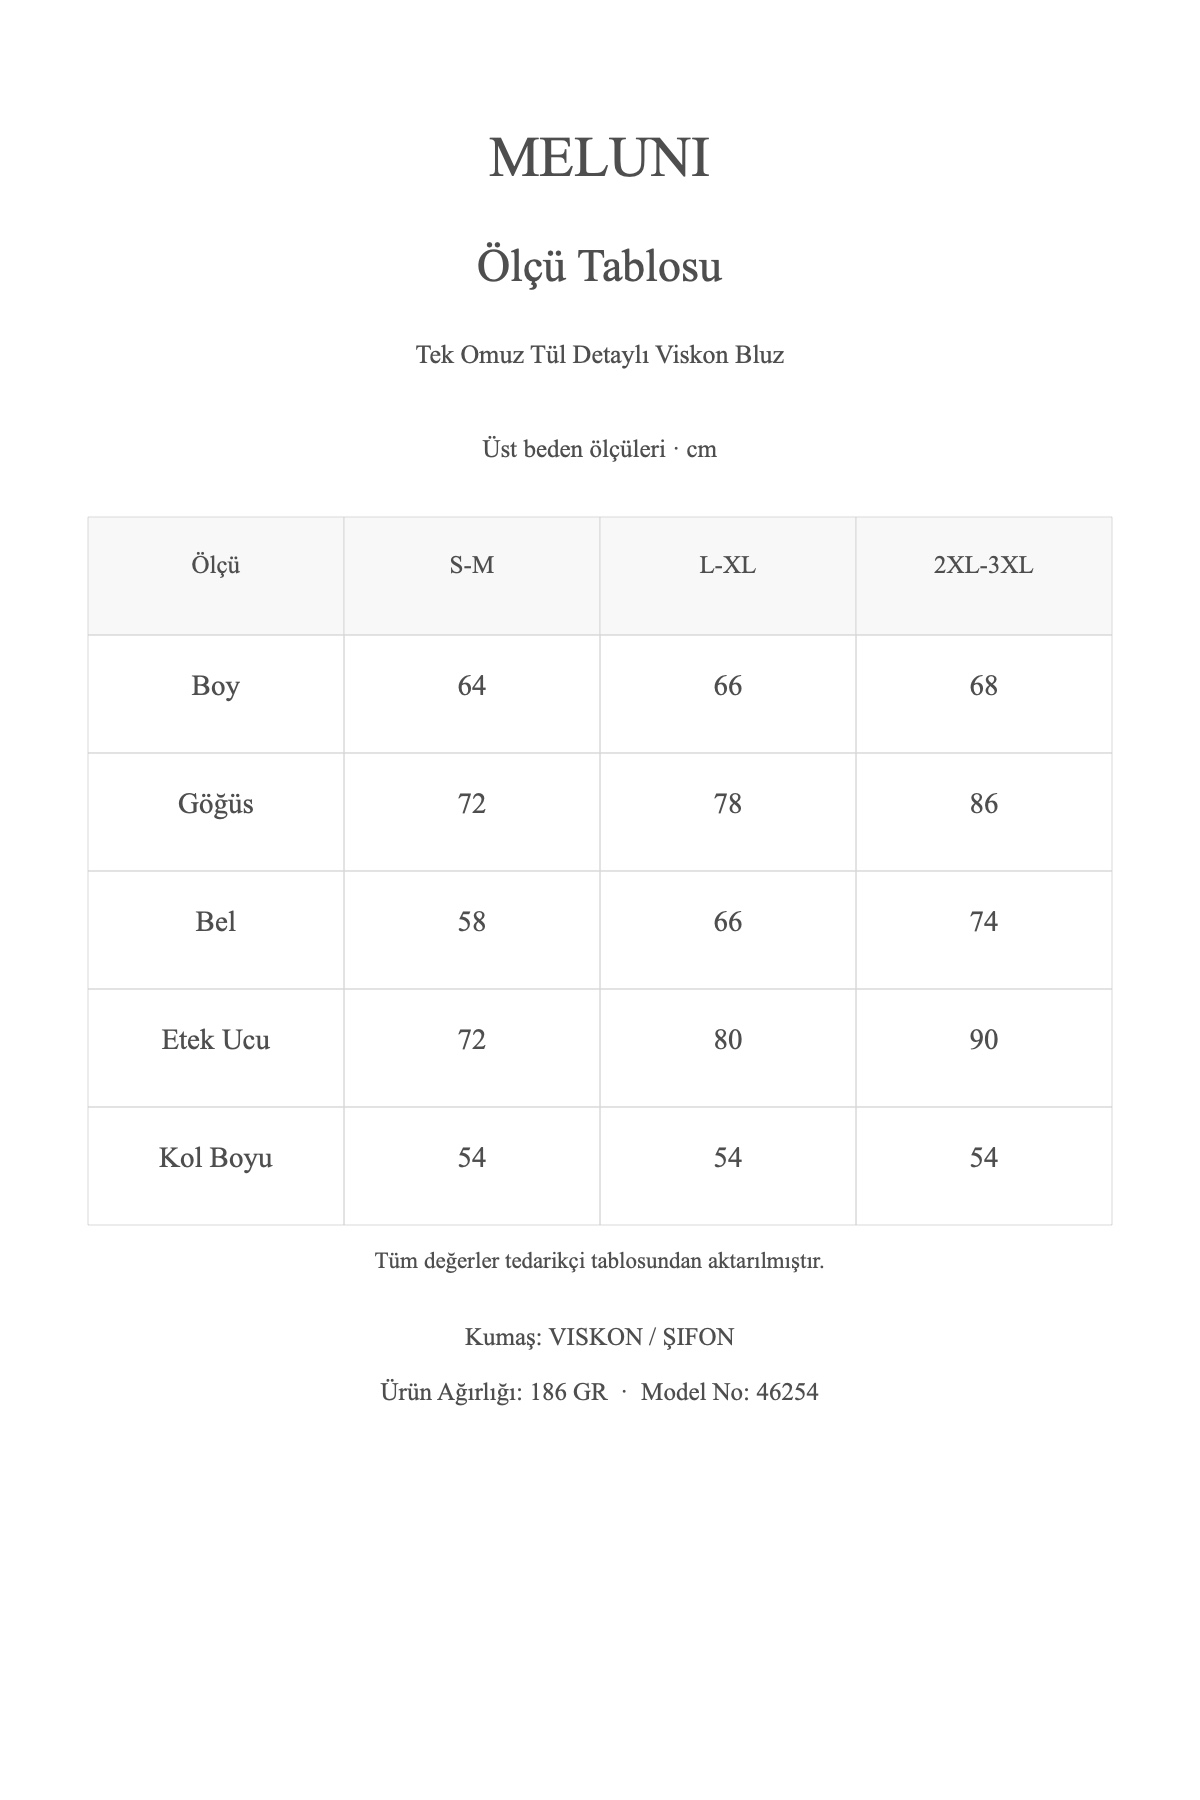 MELUNI
Ölçü Tablosu
Tek Omuz Tül Detaylı Viskon Bluz
Üst beden ölçüleri · cm
Ölçü S-M L-XL 2XL-3XL
Boy 64 66 68
Göğüs 72 78 86
Bel 58 66 74
Etek Ucu 72 80 90
Kol Boyu 54 54 54
Tüm değerler tedarikçi tablosundan aktarılmıştır.
Kumaş: VISKON / ŞIFON
Ürün Ağırlığı: 186 GR · Model No: 46254